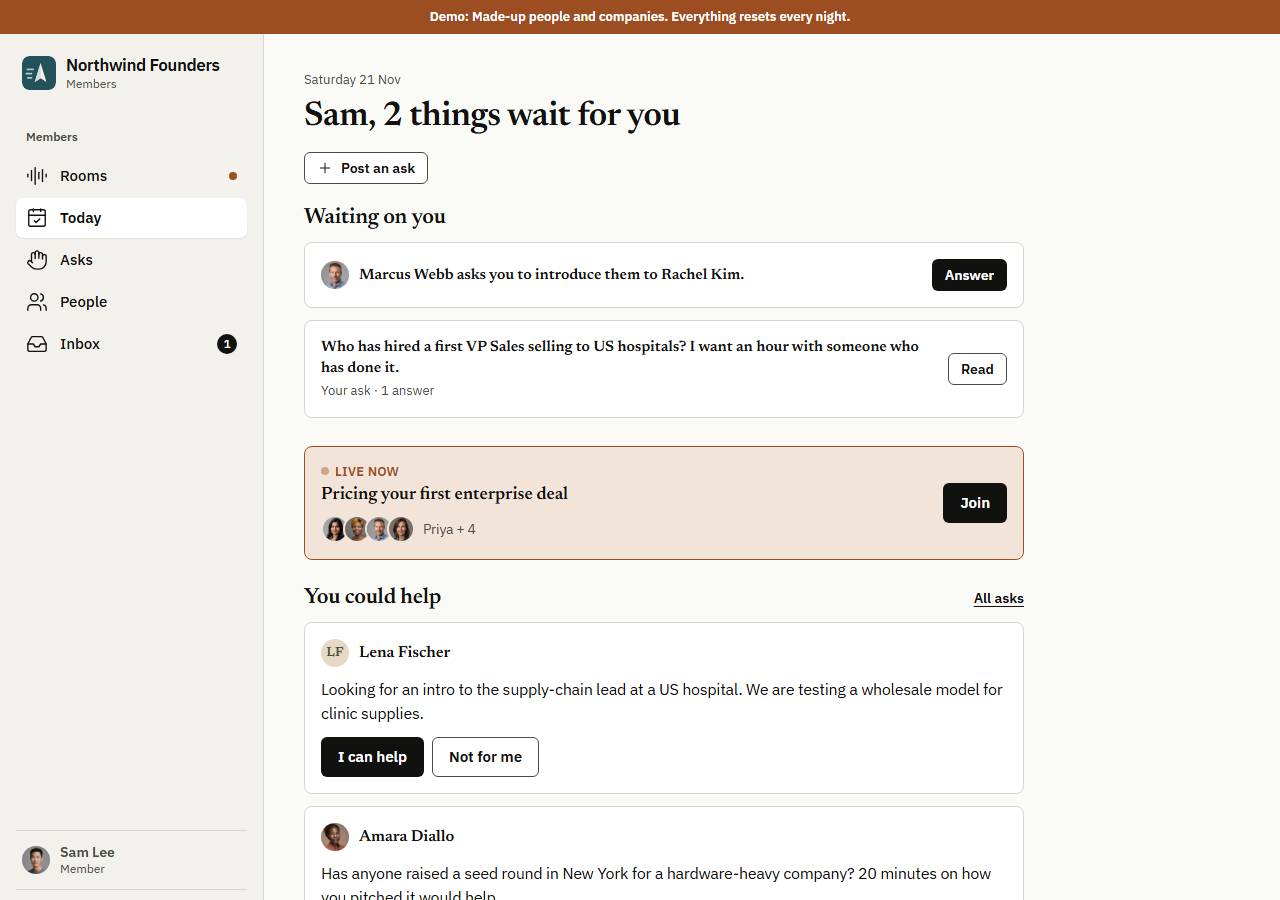 Demo: Made-up people and companies. Everything resets every night.
Northwind Founders
Members
Members
Rooms
Today
Asks
People
Inbox
1
Sam Lee
Member
Saturday 21 Nov
Sam, 2 things wait for you
Post an ask
Waiting on you
Marcus Webb asks you to introduce them to Rachel Kim.
Answer
Who has hired a first VP Sales selling to US hospitals? I want an hour with someone who
has done it.
Your ask · 1 answer
Read
LIVE NOW
Pricing your first enterprise deal
Priya + 4
Join
You could help
All asks
LF
Lena Fischer
Looking for an intro to the supply-chain lead at a US hospital. We are testing a wholesale model for
clinic supplies.
I can help
Not for me
Amara Diallo
Has anyone raised a seed round in New York for a hardware-heavy company? 20 minutes on how
you pitched it would help.